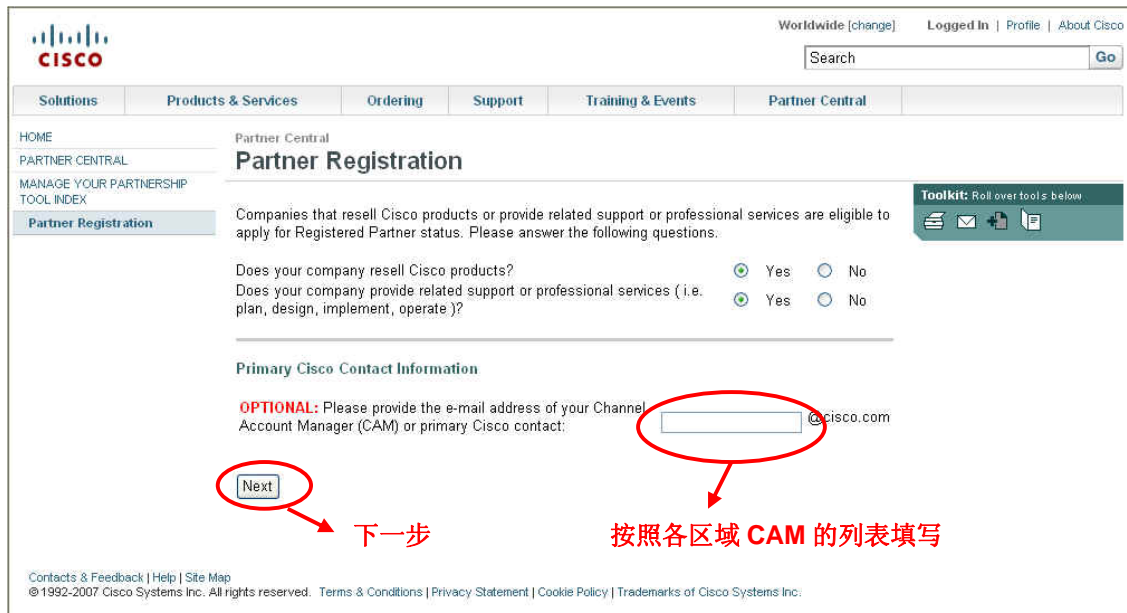 Worldwide [change] Logged In | Profile | About Cisco
CISCO
Search Go
Solutions Products & Services Ordering Support Training & Events Partner Central
HOME
PARTNER CENTRAL
MANAGE YOUR PARTNERSHIP
TOOL INDEX
Partner Registration
Partner Central
Partner Registration
Toolkit: Roll over tools below
Companies that resell Cisco products or provide related support or professional services are eligible to
apply for Registered Partner status. Please answer the following questions.
Does your company resell Cisco products? Yes No
Does your company provide related support or professional services ( i.e.
plan, design, implement, operate )? Yes No
Primary Cisco Contact Information
OPTIONAL: Please provide the e-mail address of your Channel
Account Manager (CAM) or primary Cisco contact: @cisco.com
Next
下一步
按照各区域 CAM 的列表填写
Contacts & Feedback | Help | Site Map
© 1992-2007 Cisco Systems Inc. All rights reserved. Terms & Conditions | Privacy Statement | Cookie Policy | Trademarks of Cisco Systems Inc.